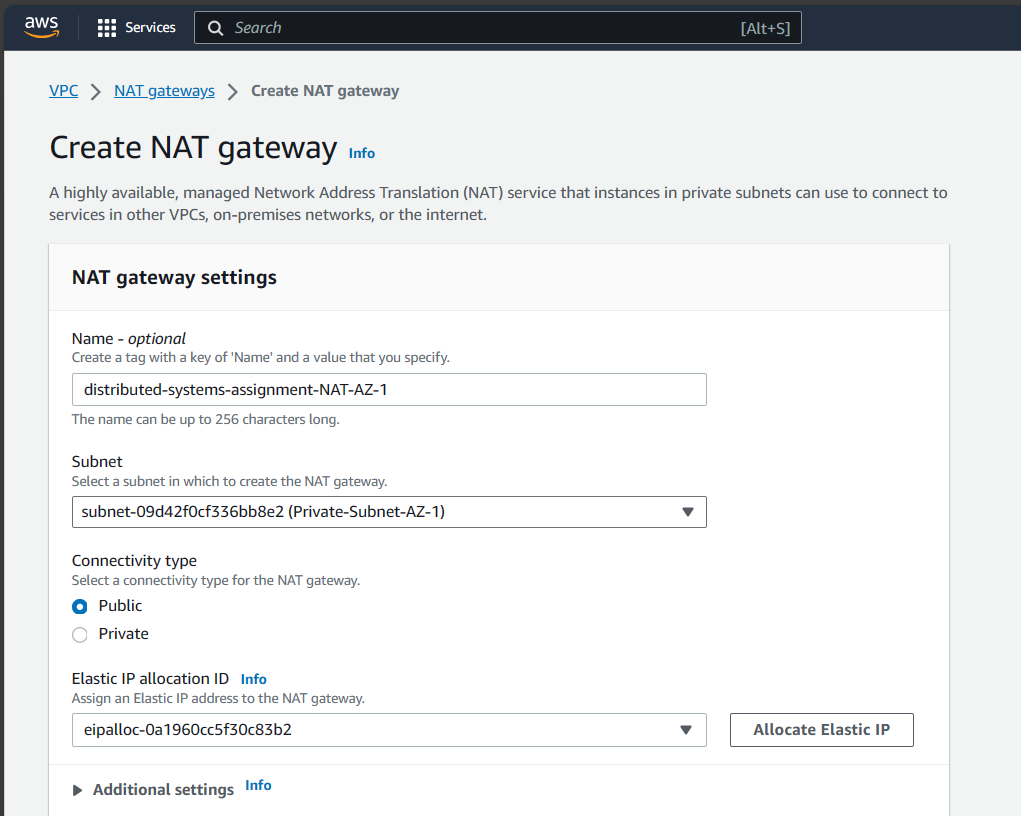 aws Services Search [Alt+S]
VPC NAT gateways Create NAT gateway
Create NAT gateway Info
A highly available, managed Network Address Translation (NAT) service that instances in private subnets can use to connect to
services in other VPCs, on-premises networks, or the internet.
NAT gateway settings
Name - optional
Create a tag with a key of 'Name' and a value that you specify.
distributed-systems-assignment-NAT-AZ-1
The name can be up to 256 characters long.
Subnet
Select a subnet in which to create the NAT gateway.
subnet-09d42f0cf336bb8e2 (Private-Subnet-AZ-1)
Connectivity type
Select a connectivity type for the NAT gateway.
Public
Private
Elastic IP allocation ID Info
Assign an Elastic IP address to the NAT gateway.
eipalloc-0a1960cc5f30c83b2 Allocate Elastic IP
Additional settings Info